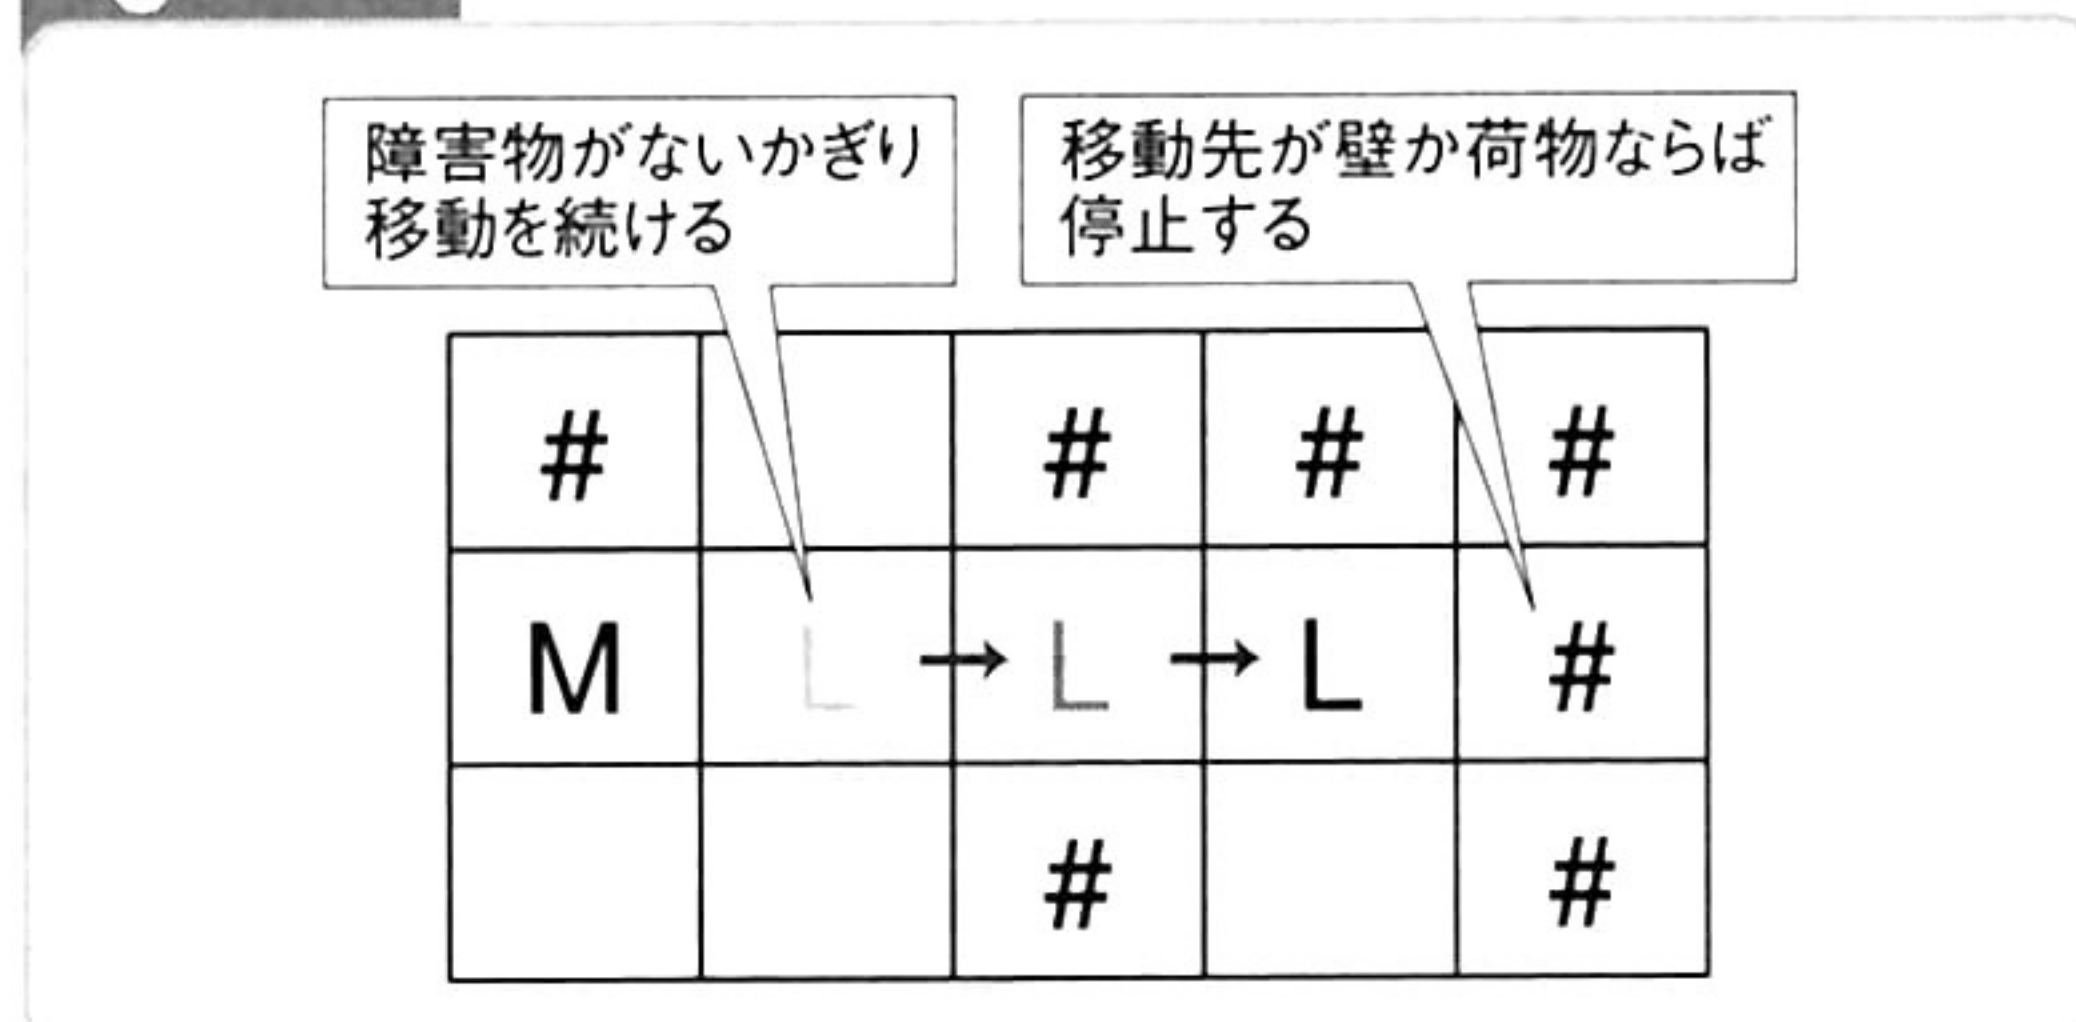 障害物がないかぎり
移動を続ける
移動先が壁か荷物ならば
停止する
# # # #
M L → L → L #
# #